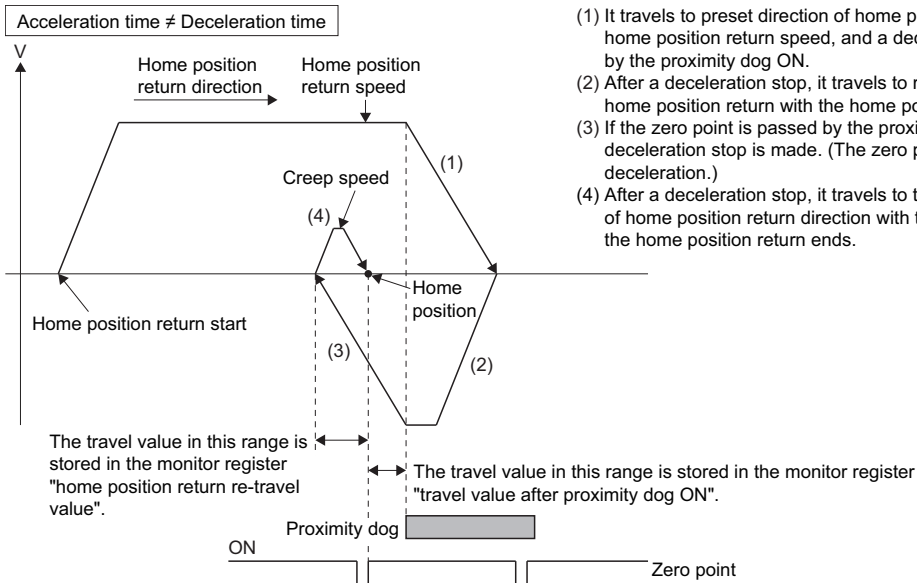 Acceleration time ≠ Deceleration time
V
Home position
return direction
Home position
return speed
(1)
Creep speed
(4)
Home
position
Home position return start
(3)
(2)
The travel value in this range is
stored in the monitor register
"home position return re-travel
value".
The travel value in this range is stored in the monitor register
"travel value after proximity dog ON".
Proximity dog
ON
Zero point
(1) It travels to preset direction of home p
home position return speed, and a dec
by the proximity dog ON.
(2) After a deceleration stop, it travels to r
home position return with the home po
(3) If the zero point is passed by the proxi
deceleration stop is made. (The zero p
deceleration.)
(4) After a deceleration stop, it travels to t
of home position return direction with t
the home position return ends.